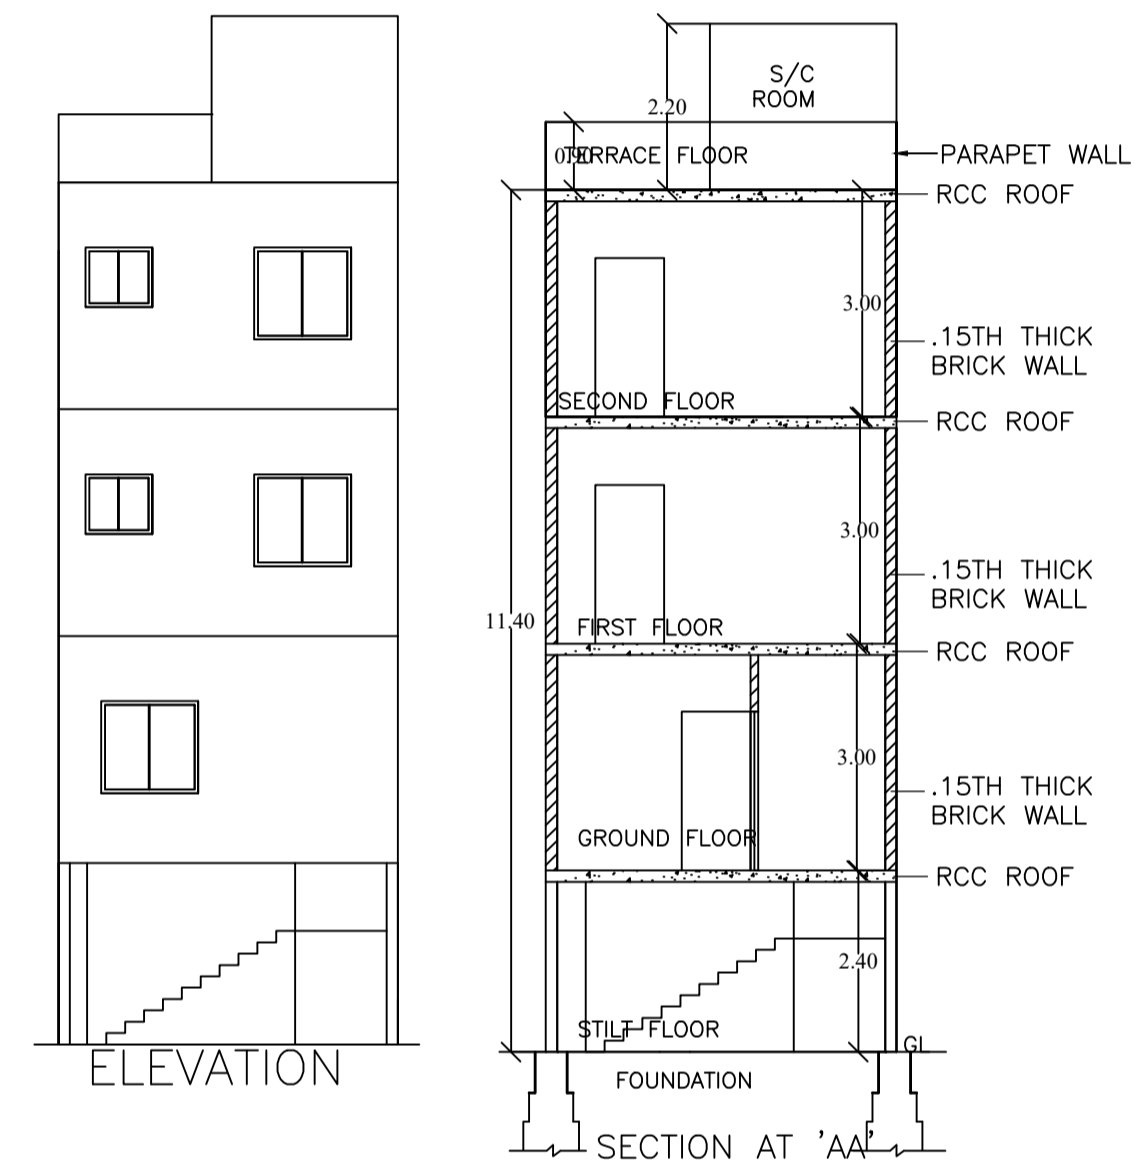 S/C
ROOM
2.20
0.90
TERRACE FLOOR
PARAPET WALL
RCC ROOF
3.00
.15TH THICK
BRICK WALL
SECOND FLOOR
RCC ROOF
3.00
.15TH THICK
BRICK WALL
11.40
FIRST FLOOR
RCC ROOF
3.00
.15TH THICK
BRICK WALL
GROUND FLOOR
RCC ROOF
2.40
STILT FLOOR
GL
ELEVATION
FOUNDATION
SECTION AT 'AA'